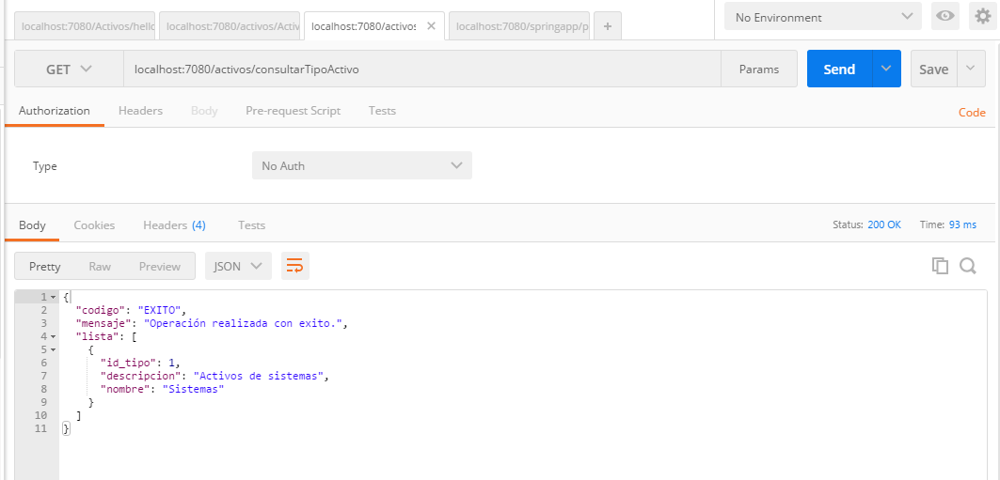 localhost:7080/Activos/hello
localhost:7080/activos/Activ
localhost:7080/activos
localhost:7080/springapp/p
+
No Environment
GET
localhost:7080/activos/consultarTipoActivo
Params
Send
Save
Authorization
Headers
Body
Pre-request Script
Tests
Code
Type
No Auth
Body
Cookies
Headers (4)
Tests
Status: 200 OK
Time: 93 ms
Pretty
Raw
Preview
JSON
1 {
2 "codigo": "EXITO",
3 "mensaje": "Operación realizada con exito.",
4 "lista": [
5 {
6 "id_tipo": 1,
7 "descripcion": "Activos de sistemas",
8 "nombre": "Sistemas"
9 }
10 ]
11 }